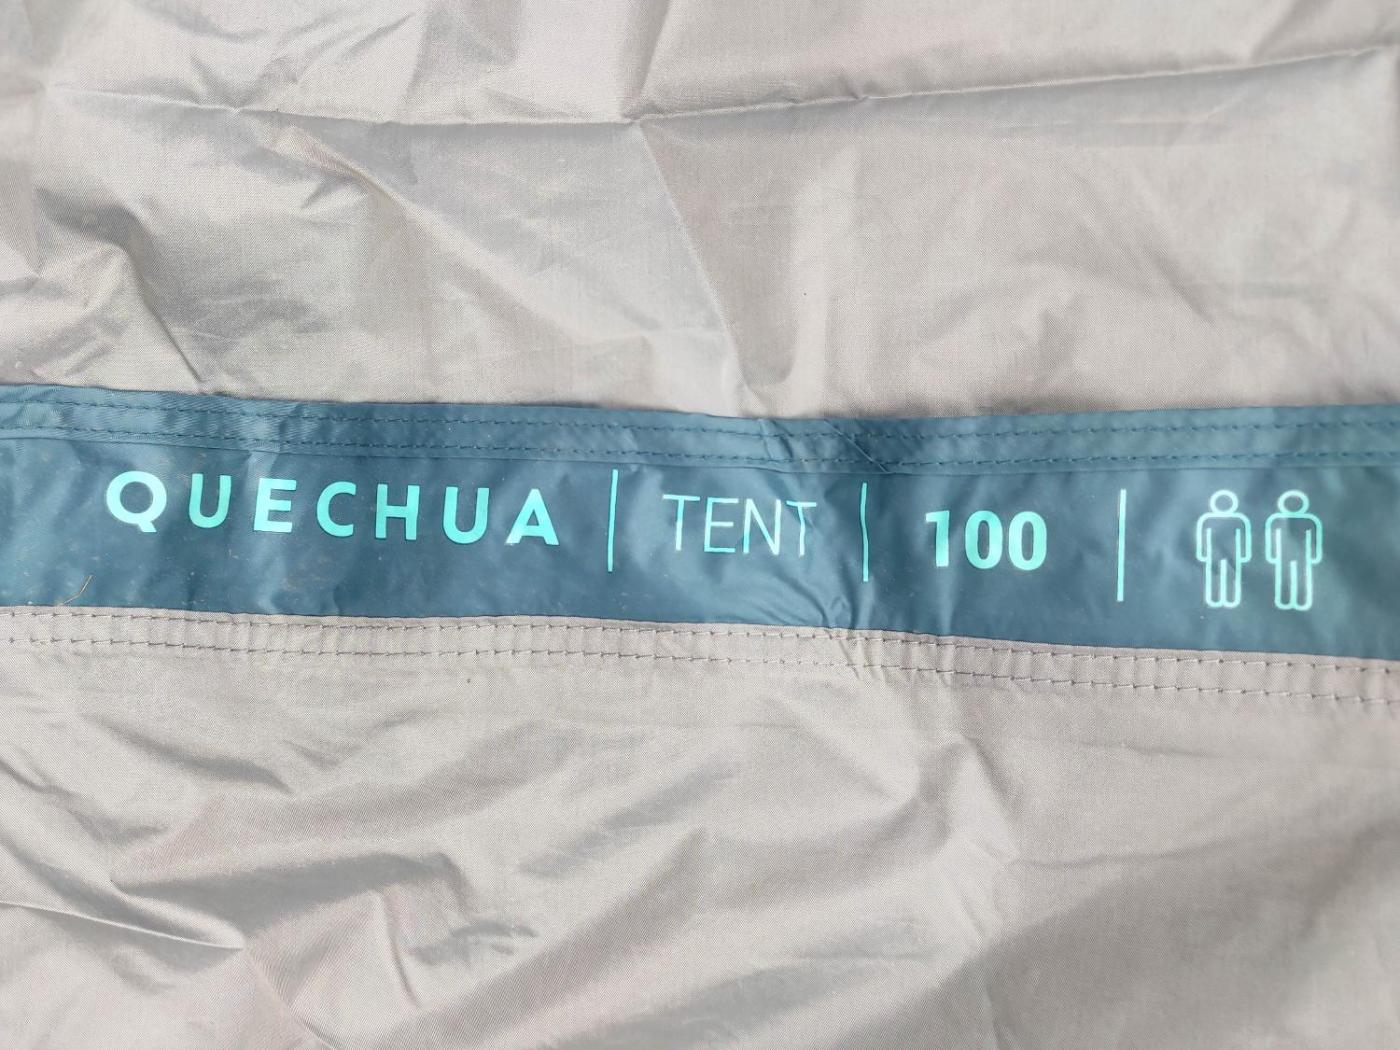 QUECHUA | TENT | 100 |